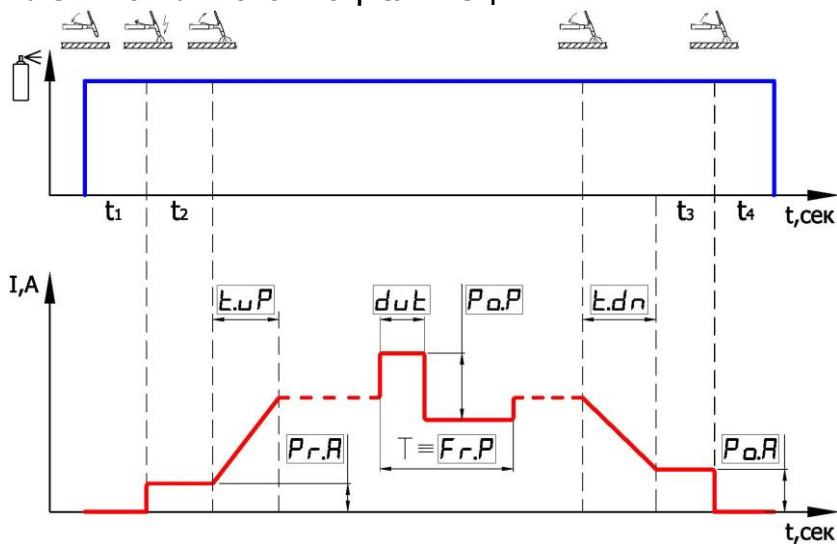 t1
t2
t3
t4
t,сек
I,A
t.uP
dut
Po.P
t.dn
Pr.A
T ≡ Fr.P
Po.A
t,сек